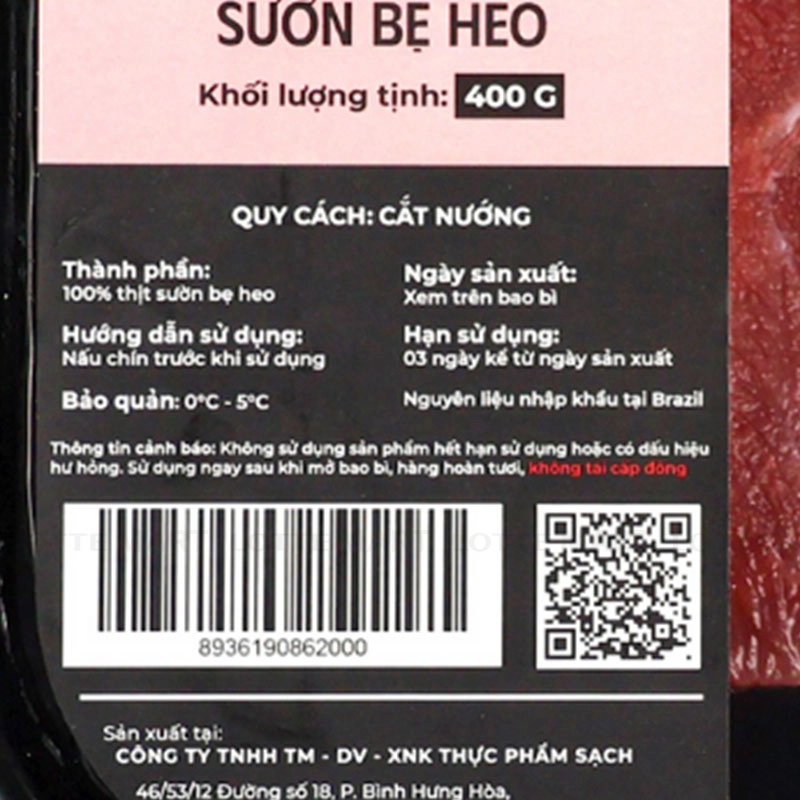 SƯỜN BẸ HEO
Khối lượng tịnh: 400 G
QUY CÁCH: CẮT NƯỚNG
Thành phần:
100% thịt sườn bẹ heo
Ngày sản xuất:
Xem trên bao bì
Hướng dẫn sử dụng:
Nấu chín trước khi sử dụng
Hạn sử dụng:
03 ngày kể từ ngày sản xuất
Bảo quản: 0°C - 5°C
Nguyên liệu nhập khẩu tại Brazil
Thông tin cảnh báo: Không sử dụng sản phẩm hết hạn sử dụng hoặc có dấu hiệu
hư hỏng. Sử dụng ngay sau khi mở bao bì, hàng hoàn tươi, không tái cấp đông
8936190862000
Sản xuất tại:
CÔNG TY TNHH TM - DV - XNK THỰC PHẨM SẠCH
46/53/12 Đường số 18, P. Bình Hưng Hòa,